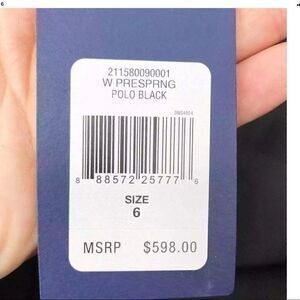 211580090001
W PRESPRNG
POLO BLACK
8 88572 25777 6
SIZE
6
MSRP $598.00